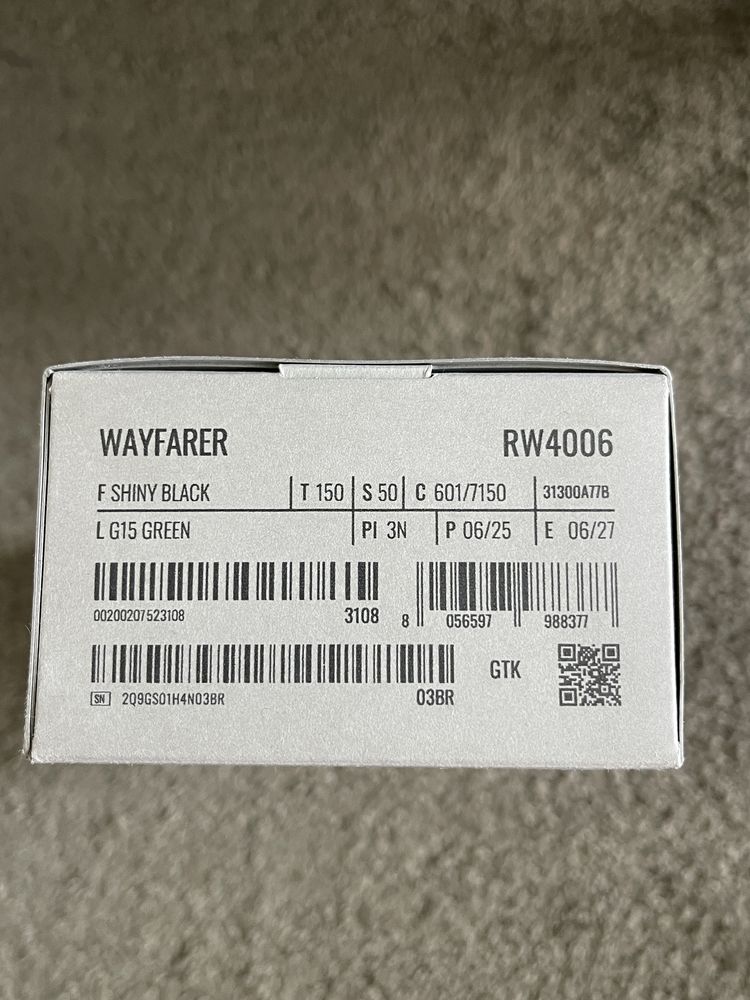 WAYFARER RW4006
F SHINY BLACK T 150 S 50 C 601/7150 31300A77B
L G15 GREEN PI 3N P 06/25 E 06/27
00200207523108 3108 8 056597 988377
SN 2Q9GS01H4N03BR 03BR GTK